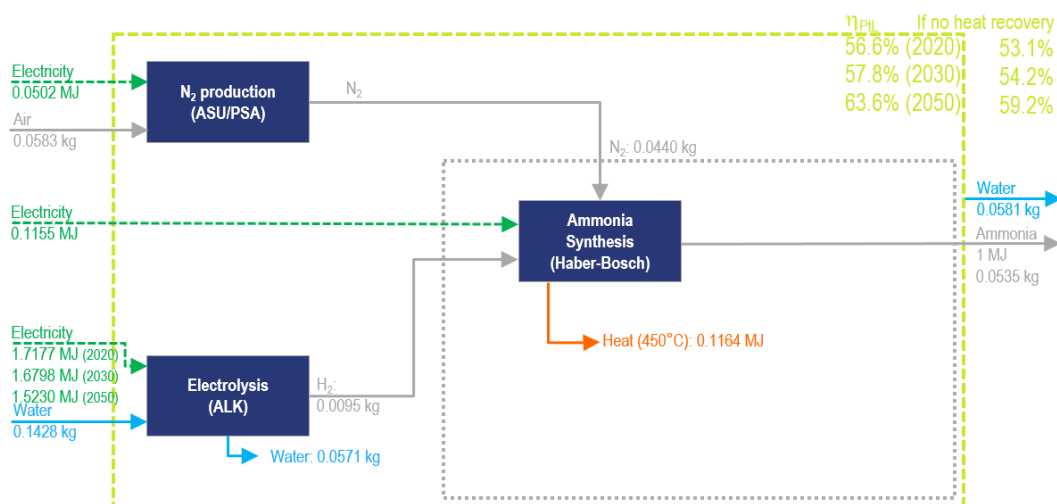 η PtL If no heat recovery
56.6% (2020) 53.1%
57.8% (2030) 54.2%
63.6% (2050) 59.2%
Electricity
0.0502 MJ
Air
0.0583 kg
N₂ production
(ASU/PSA)
N₂
N₂: 0.0440 kg
Electricity
0.1155 MJ
Ammonia
Synthesis
(Haber-Bosch)
Water
0.0581 kg
Ammonia
1 MJ
0.0535 kg
Heat (450°C): 0.1164 MJ
Electricity
1.7177 MJ (2020)
1.6798 MJ (2030)
1.5230 MJ (2050)
Water
0.1428 kg
Electrolysis
(ALK)
H₂:
0.0095 kg
Water: 0.0571 kg